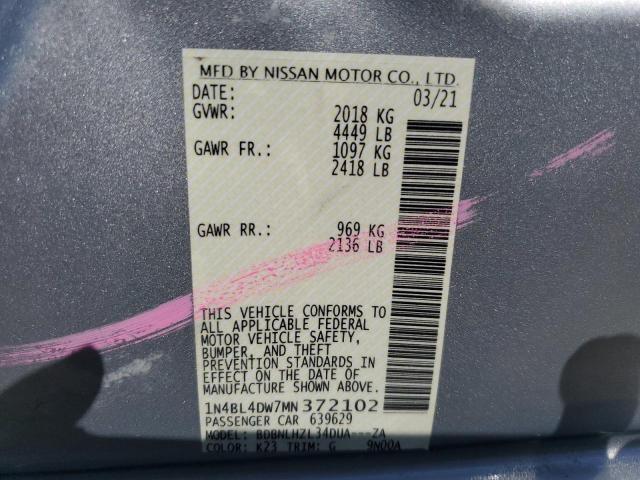 MFD BY NISSAN MOTOR CO., LTD.
DATE: 03/21
GVWR: 2018 KG
4449 LB
GAWR FR.: 1097 KG
2418 LB
GAWR RR.: 969 KG
2136 LB
THIS VEHICLE CONFORMS TO
ALL APPLICABLE FEDERAL
MOTOR VEHICLE SAFETY,
BUMPER, AND THEFT
PREVENTION STANDARDS IN
EFFECT ON THE DATE OF
MANUFACTURE SHOWN ABOVE.
1N4BL4DW7MN372102
PASSENGER CAR 639629
MODEL: BDBNLHZL34DUA---ZA
COLOR: K23 TRIM: G 9N00A